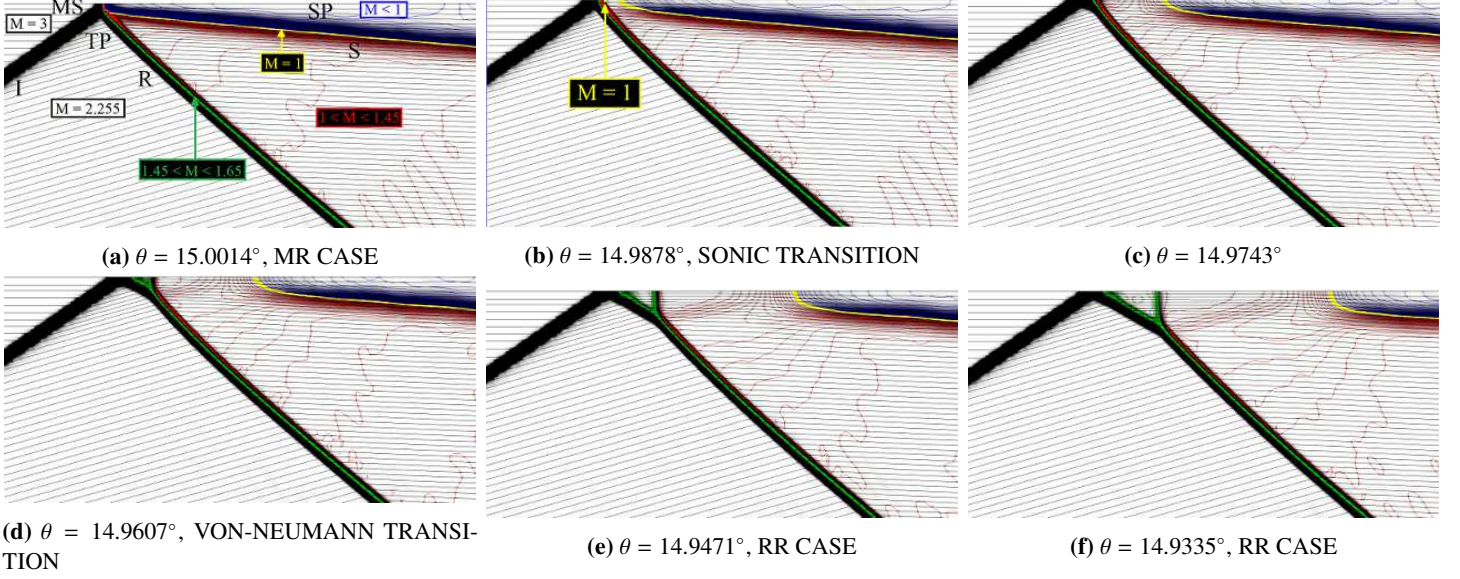 MS
SP
M < 1
M = 3
TP
M = 1
S
R
I
M = 2.255
1 < M < 1.45
1.45 < M < 1.65
M = 1
(a) θ = 15.0014°, MR CASE
(b) θ = 14.9878°, SONIC TRANSITION
(c) θ = 14.9743°
(d) θ = 14.9607°, VON-NEUMANN TRANSI-
TION
(e) θ = 14.9471°, RR CASE
(f) θ = 14.9335°, RR CASE